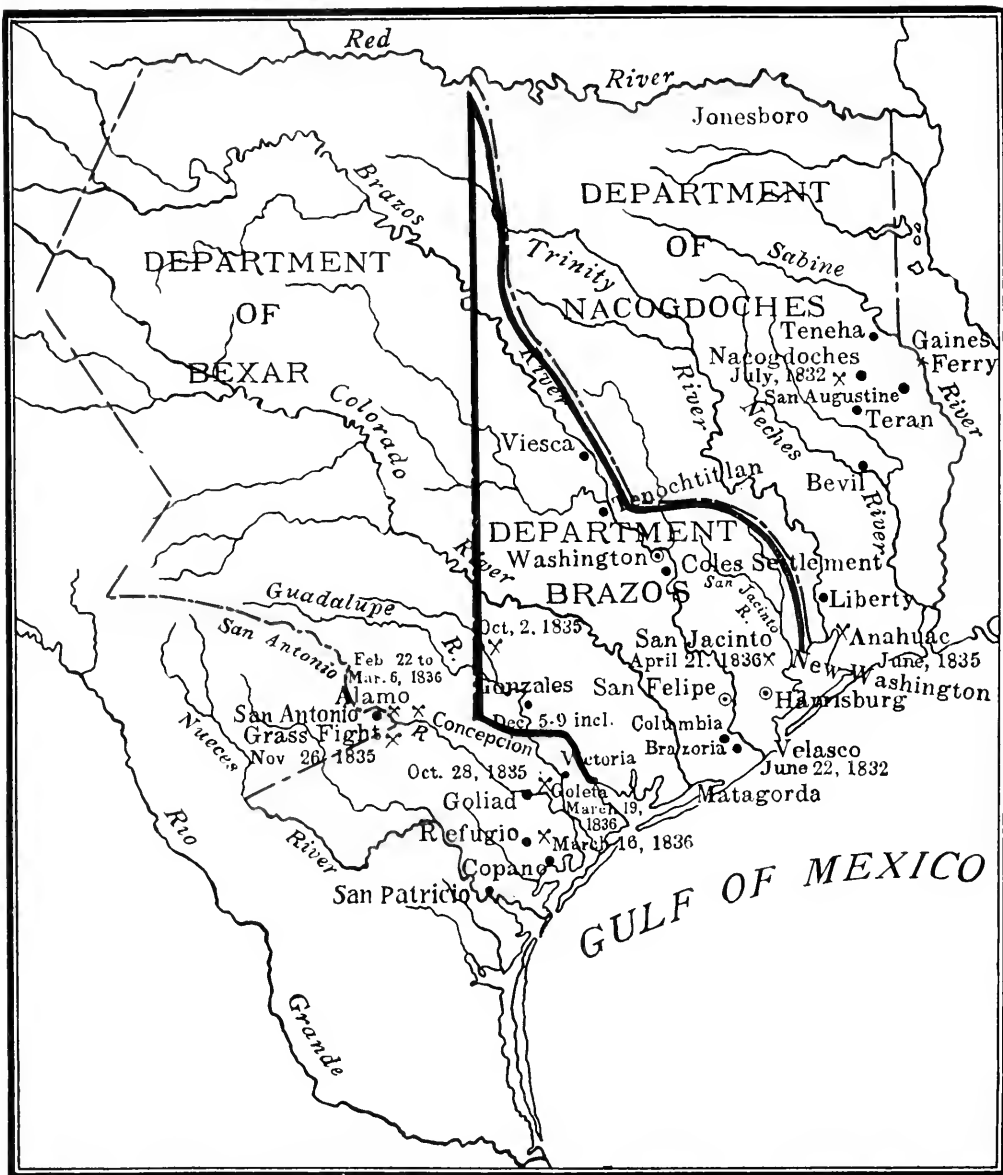 Red
River
Jonesboro
Brazos
DEPARTMENT
OF
NACOGDOCHES
DEPARTMENT
OF
BEXAR
Trinity
River
Sabine
River
Teneha
Gaines
Ferry
Nacogdoches
July, 1832
San Augustine
Teran
Neches
River
Bevil
River
Colorado
River
Viesca
Tenochtitlan
DEPARTMENT
BRAZOS
Washington
Coles Settlement
San Jacinto
R.
Liberty
Guadalupe
R.
Oct, 2, 1835
San Antonio
R
Feb 22 to
Mar. 6, 1836
Alamo
San Antonio
Grass Fight
Nov 26, 1835
Concepcion
Gonzales
Dec, 5-9 incl.
San Jacinto
April 21. 1836
Anahuac
June, 1835
New Washington
San Felipe
Harrisburg
Columbia
Brazoria
Velasco
June 22, 1832
Matagorda
Victoria
Oct. 28, 1835
Goliad
Goleta
March 19,
1836
Refugio
March 16, 1836
Copano
San Patricio
Nueces
River
Rio
Grande
GULF OF MEXICO